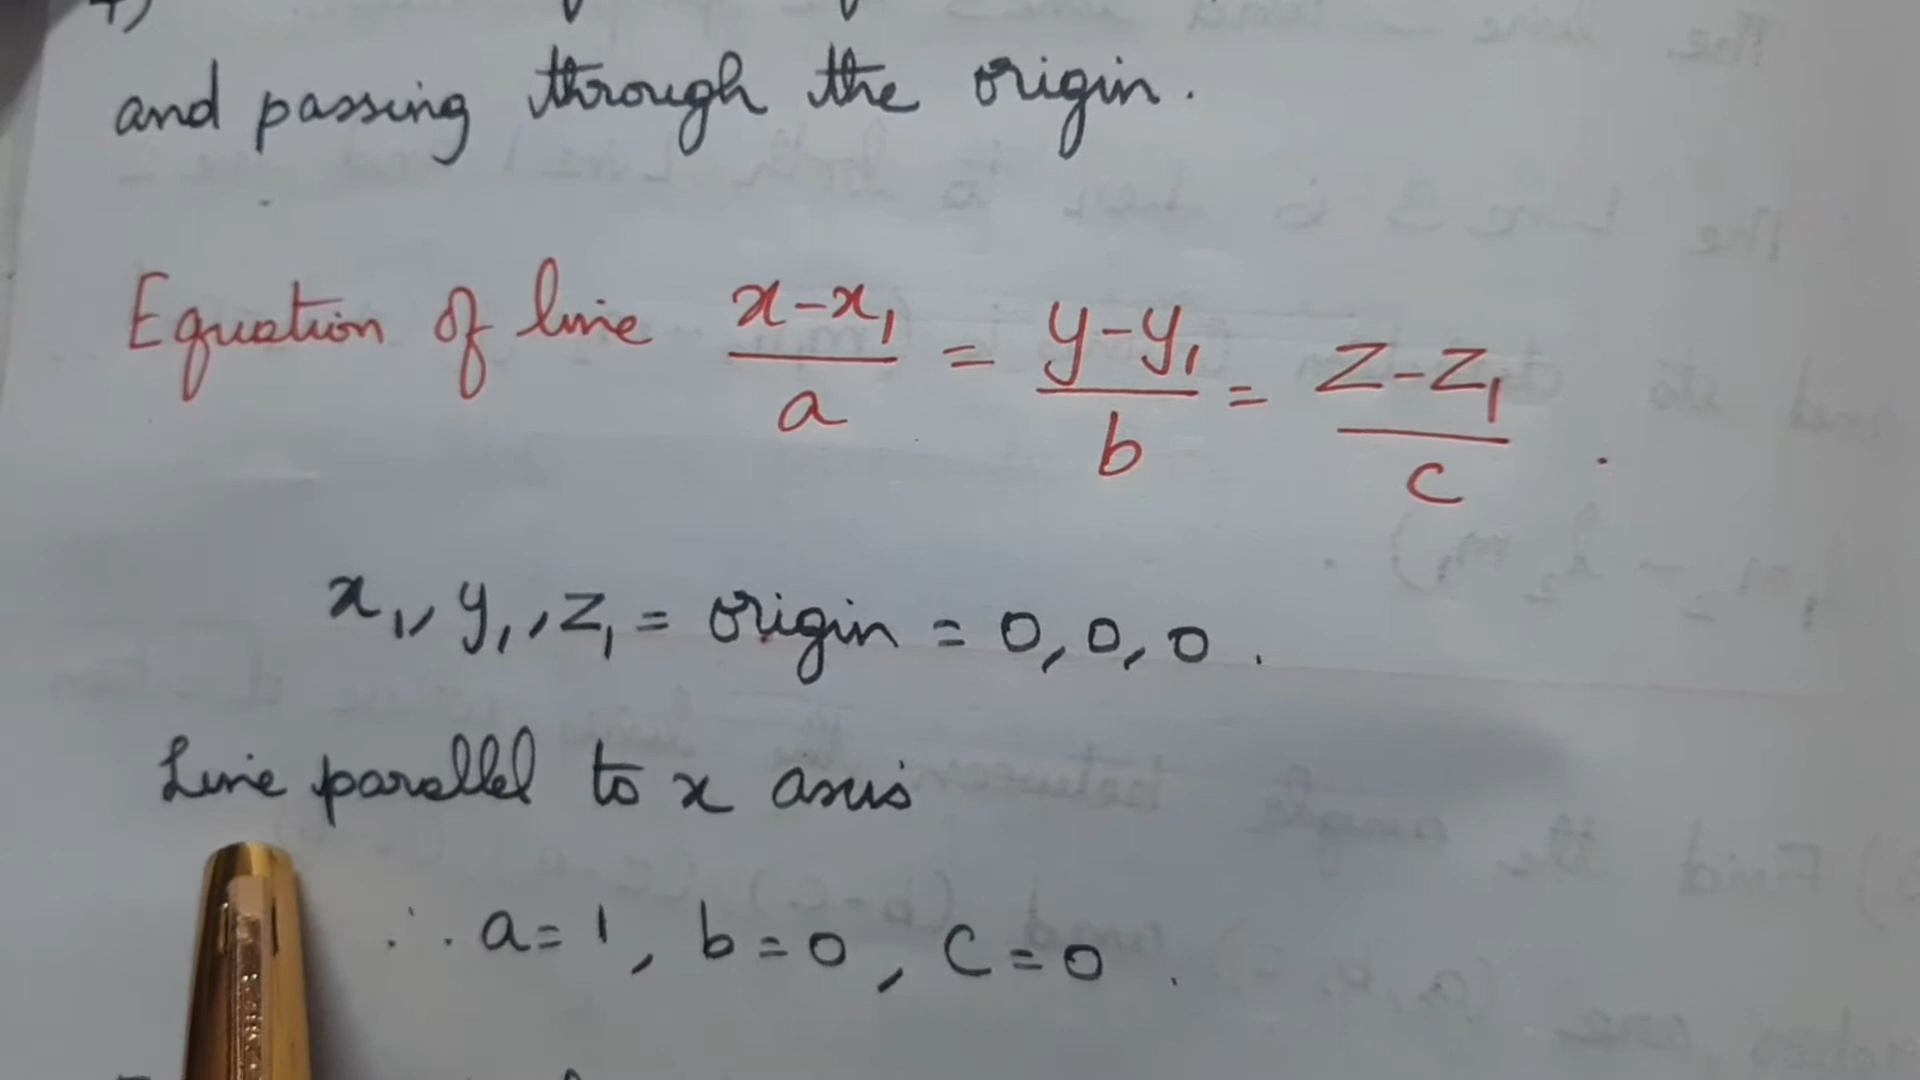 and passing through the origin.
Equation of line x-x₁/a = y-y₁/b = z-z₁/c .
x₁, y₁, z₁ = origin = 0, 0, 0 .
Line parallel to x axis
∴ a=1, b=0, c=0 .